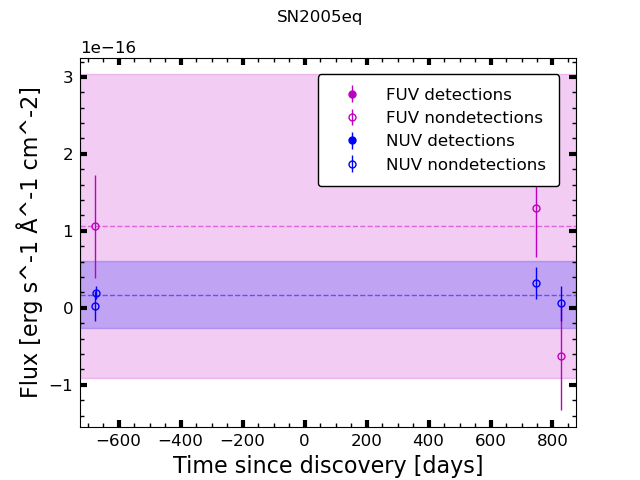 SN2005eq
1e−16
FUV detections
FUV nondetections
NUV detections
NUV nondetections
3
2
1
0
−1
Flux [erg s^-1 Å^-1 cm^-2]
−600 −400 −200 0 200 400 600 800
Time since discovery [days]